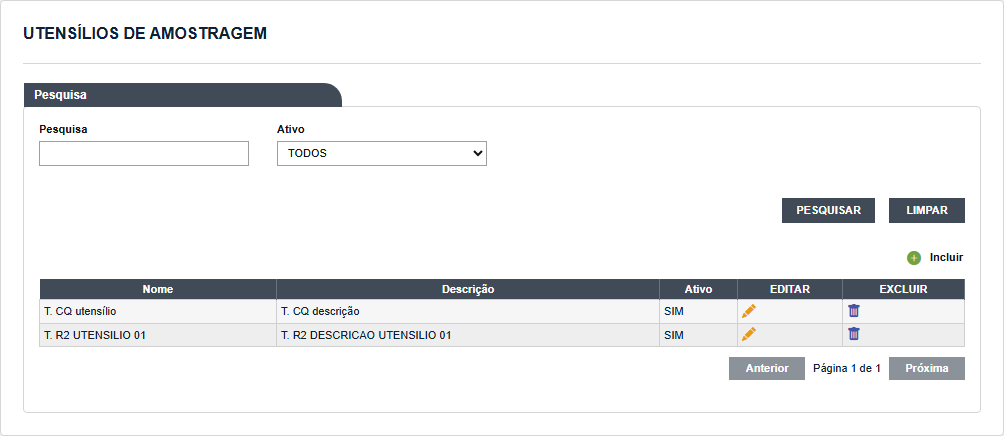 UTENSÍLIOS DE AMOSTRAGEM
Pesquisa
Pesquisa Ativo
TODOS
PESQUISAR LIMPAR
Incluir
Nome Descrição Ativo EDITAR EXCLUIR
T. CQ utensílio T. CQ descrição SIM
T. R2 UTENSILIO 01 T. R2 DESCRICAO UTENSILIO 01 SIM
Anterior Página 1 de 1 Próxima